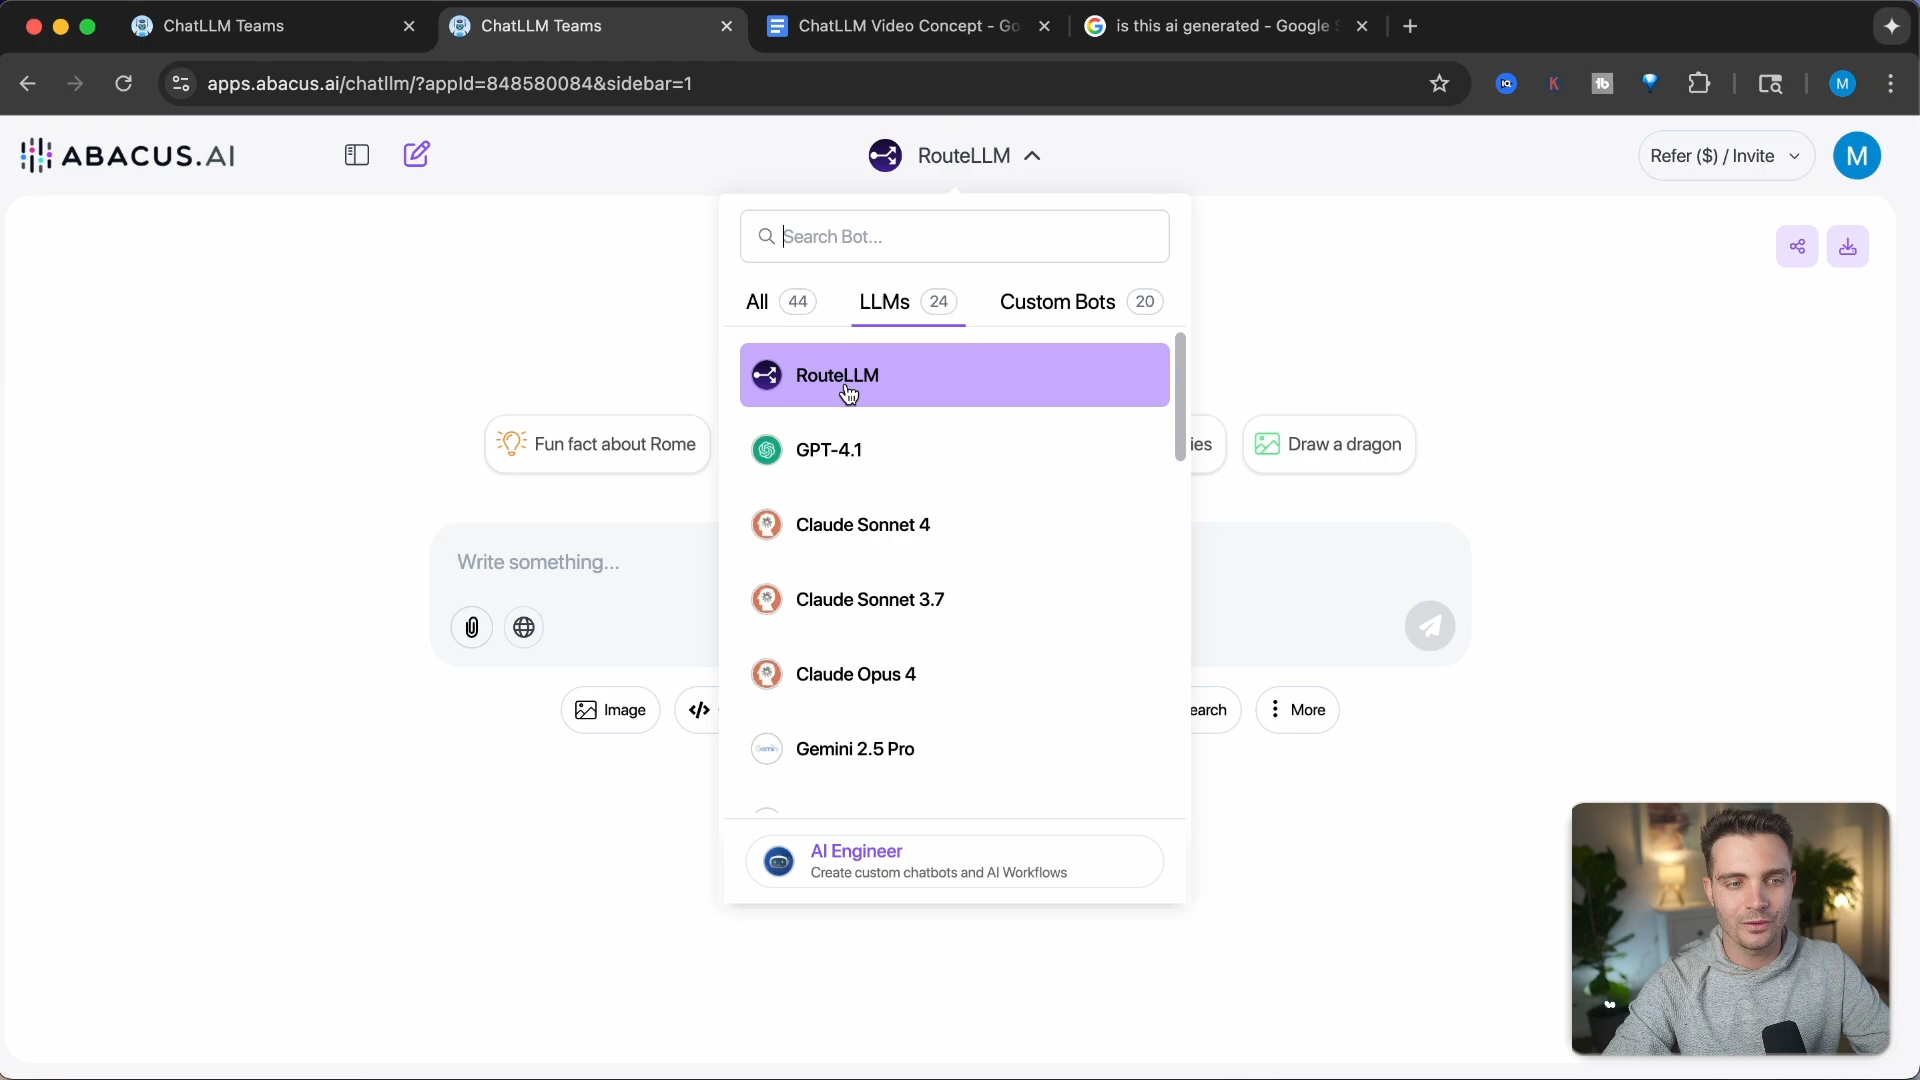 ChatLLM Teams
ChatLLM Teams
ChatLLM Video Concept - Go
is this ai generated - Google S
apps.abacus.ai/chatllm/?appId=848580084&sidebar=1
M
ABACUS.AI
RouteLLM
Refer ($) / Invite
M
Search Bot...
All 44
LLMs 24
Custom Bots 20
RouteLLM
GPT-4.1
Claude Sonnet 4
Claude Sonnet 3.7
Claude Opus 4
Gemini 2.5 Pro
AI Engineer
Create custom chatbots and AI Workflows
Fun fact about Rome
ies
Draw a dragon
Write something...
Image
earch
More